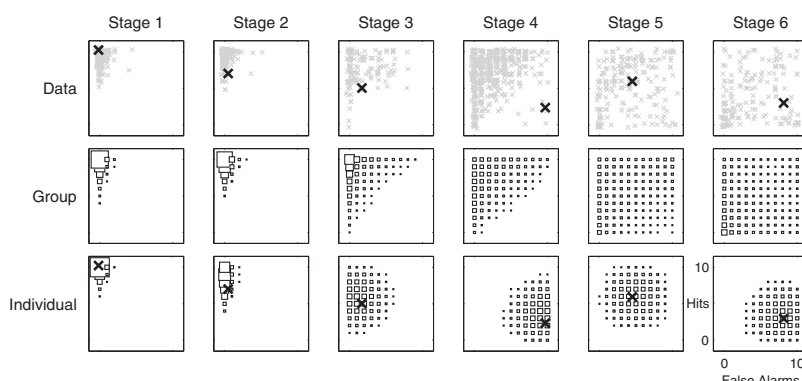 Stage 1 Stage 2 Stage 3 Stage 4 Stage 5 Stage 6
Data
Group
Individual
10
Hits
0
0 10
False Alarms